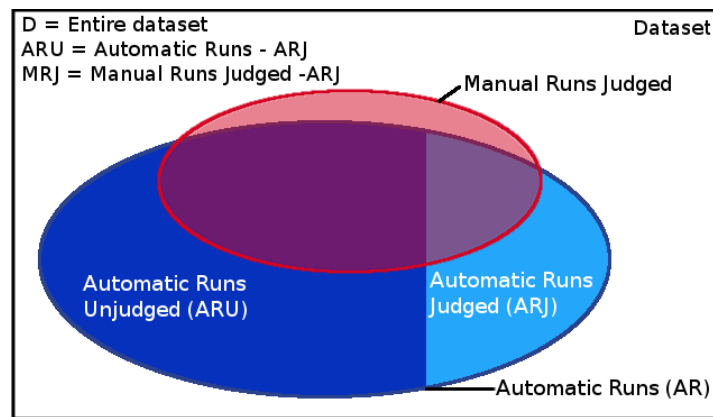 D = Entire dataset
ARU = Automatic Runs - ARJ
MRJ = Manual Runs Judged -ARJ
Dataset
Manual Runs Judged
Automatic Runs
Unjudged (ARU)
Automatic Runs
Judged (ARJ)
Automatic Runs (AR)